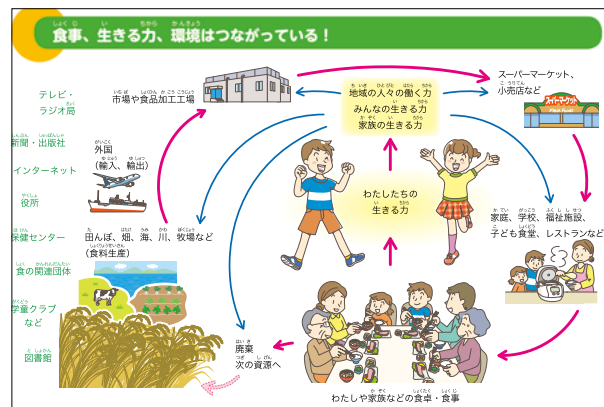 食事、生きる力、環境はつながっている！
テレビ・
ラジオ局
新聞・出版社
インターネット
役所
保健センター
食の関連団体
学童クラブ
など
図書館
市場や食品加工工場
外国
（輸入、輸出）
田んぼ、畑、海、川、牧場など
（食料生産）
地域の人々の働く力
みんなの生きる力
家族の生きる力
わたしたちの
生きる力
スーパーマーケット、
小売店など
スーパーマーケット
家庭、学校、福祉施設、
子ども食堂、レストランなど
廃棄
次の資源へ
わたしや家族などの食卓・食事